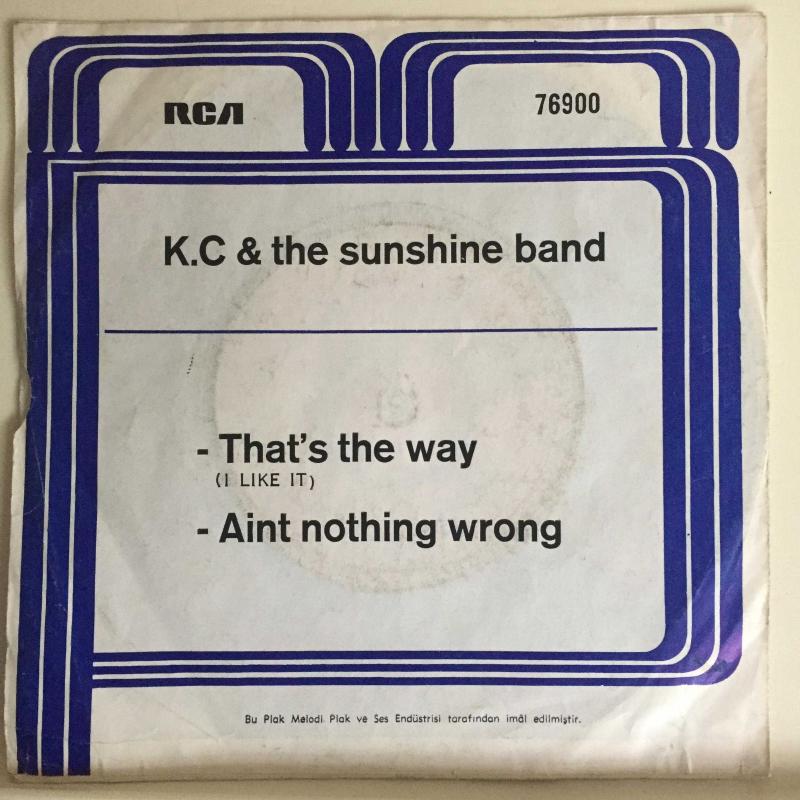 RCA
76900
K.C & the sunshine band
- That's the way
(I LIKE IT)
- Aint nothing wrong
Bu Plak Melodi Plak ve Ses Endüstrisi tarafından imâl edilmiştir.